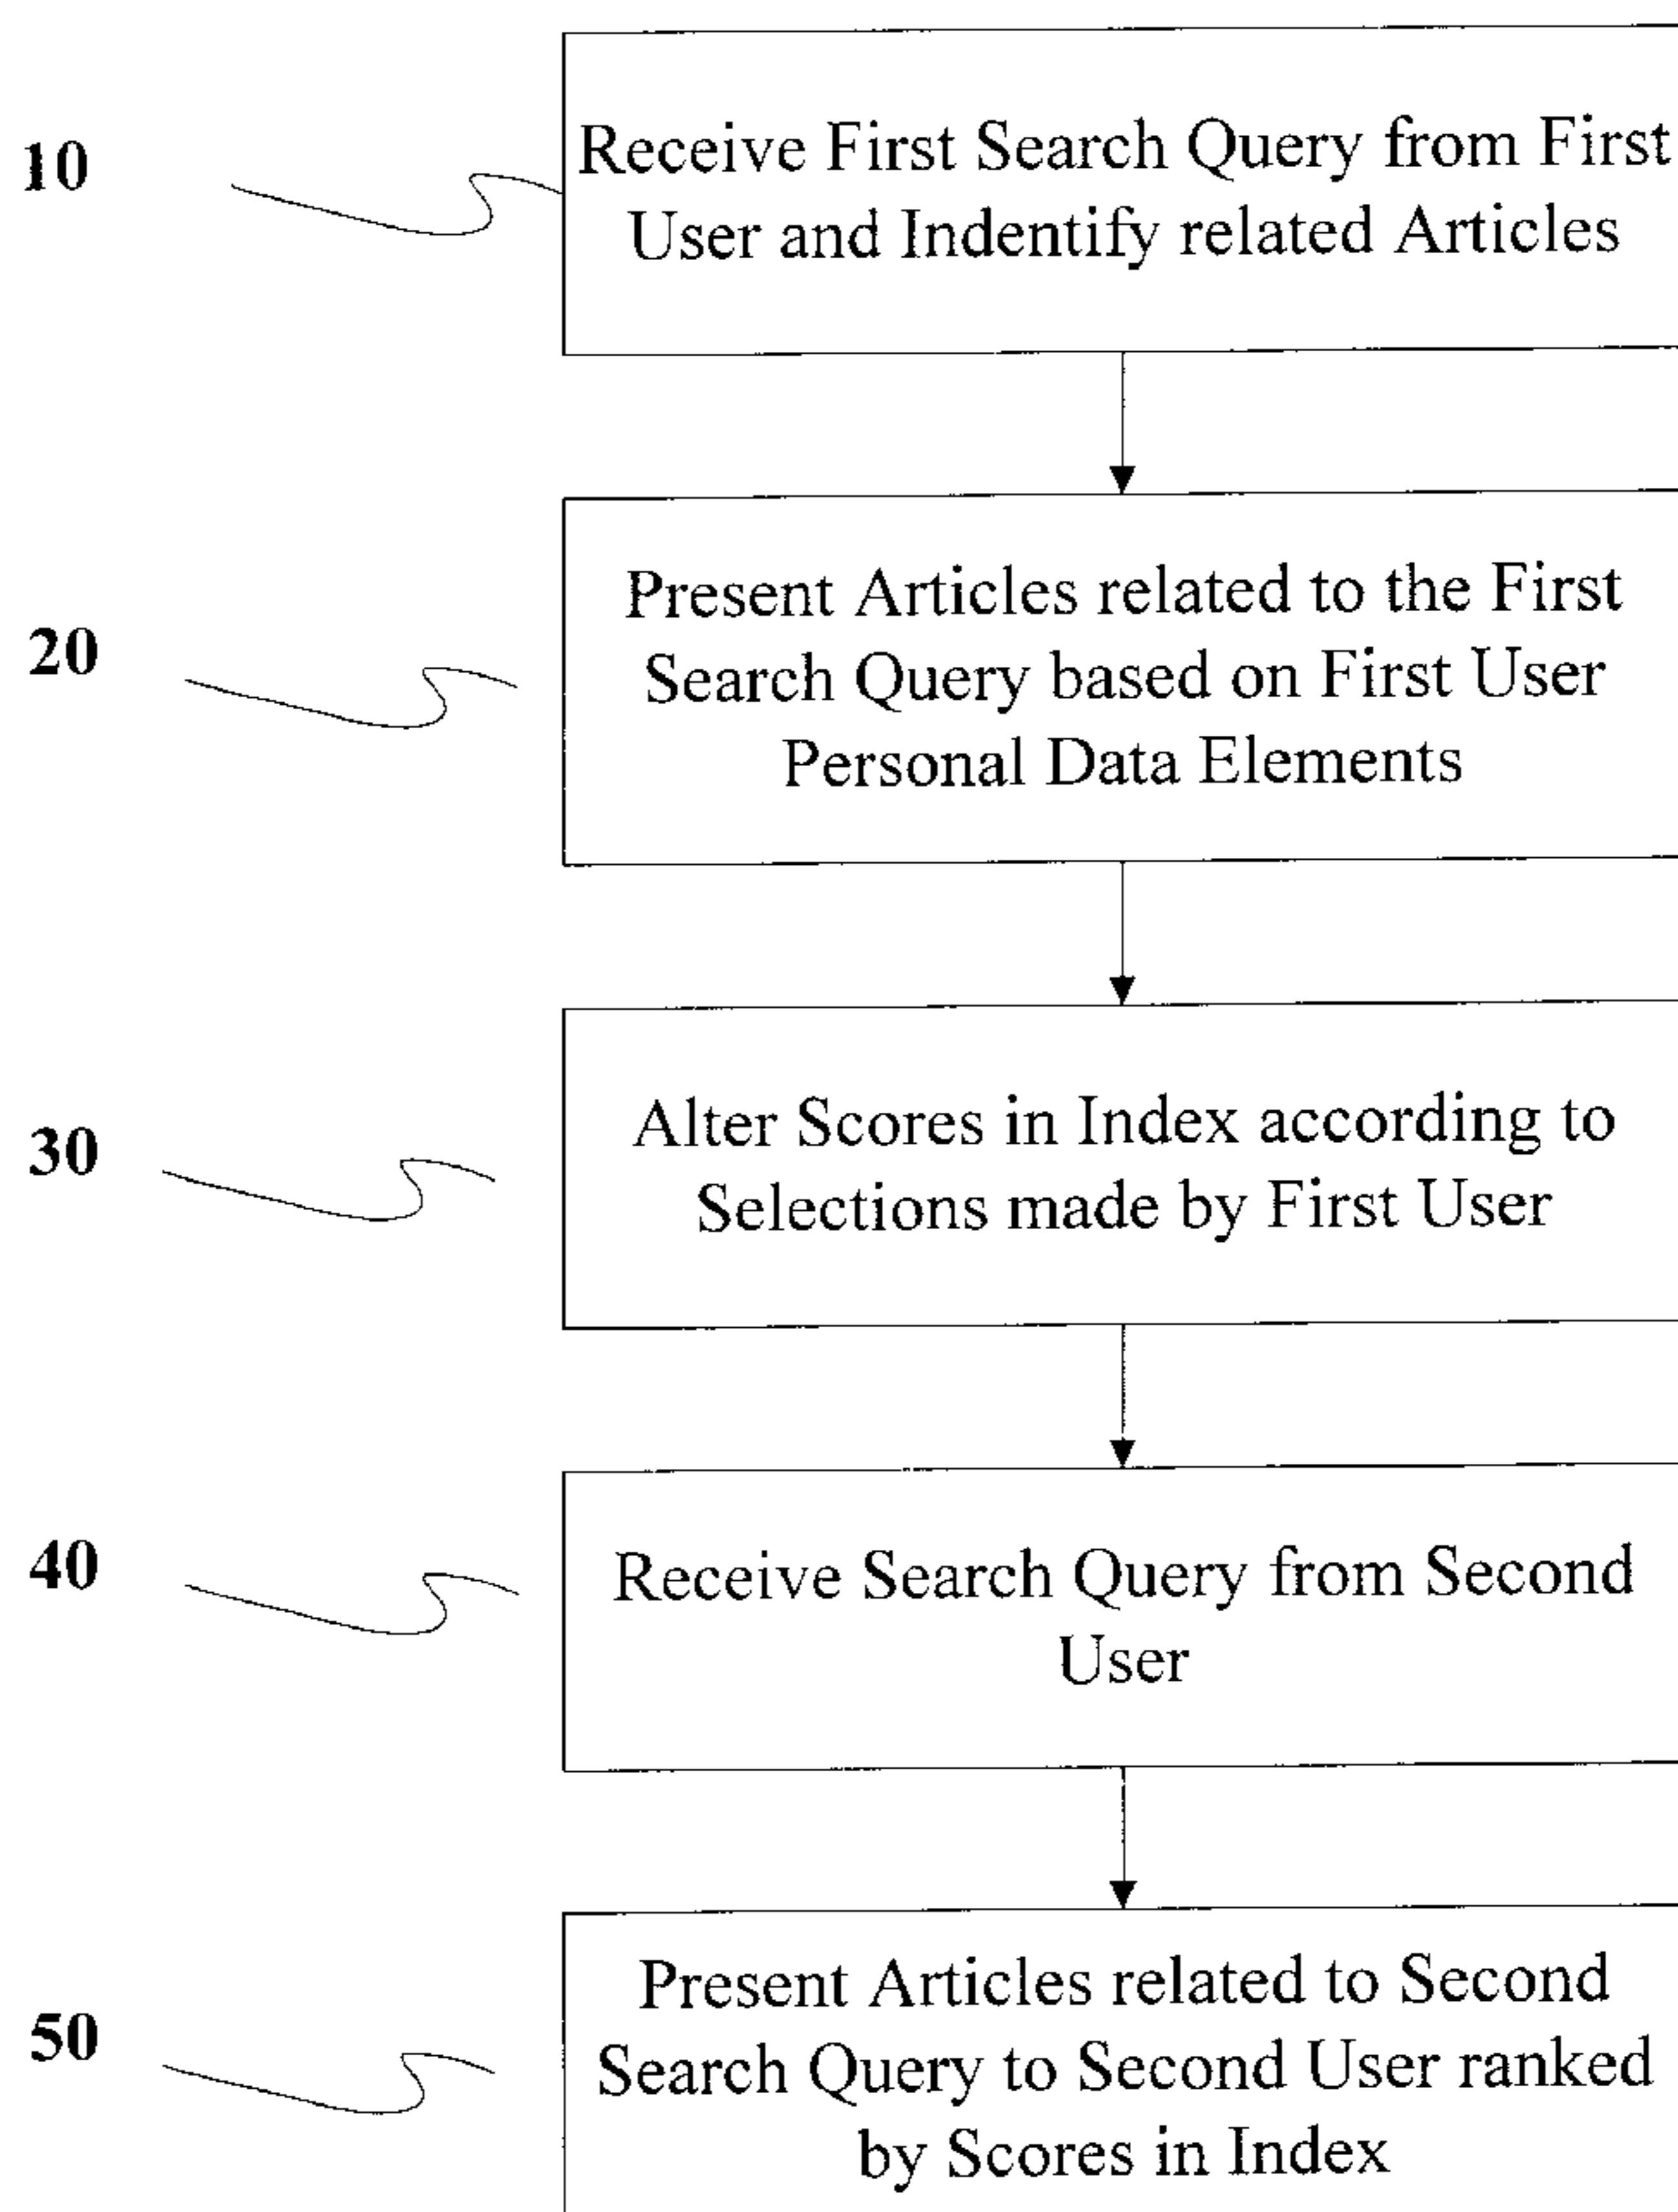 10
Receive First Search Query from First
User and Indentify related Articles
20
Present Articles related to the First
Search Query based on First User
Personal Data Elements
30
Alter Scores in Index according to
Selections made by First User
40
Receive Search Query from Second
User
50
Present Articles related to Second
Search Query to Second User ranked
by Scores in Index